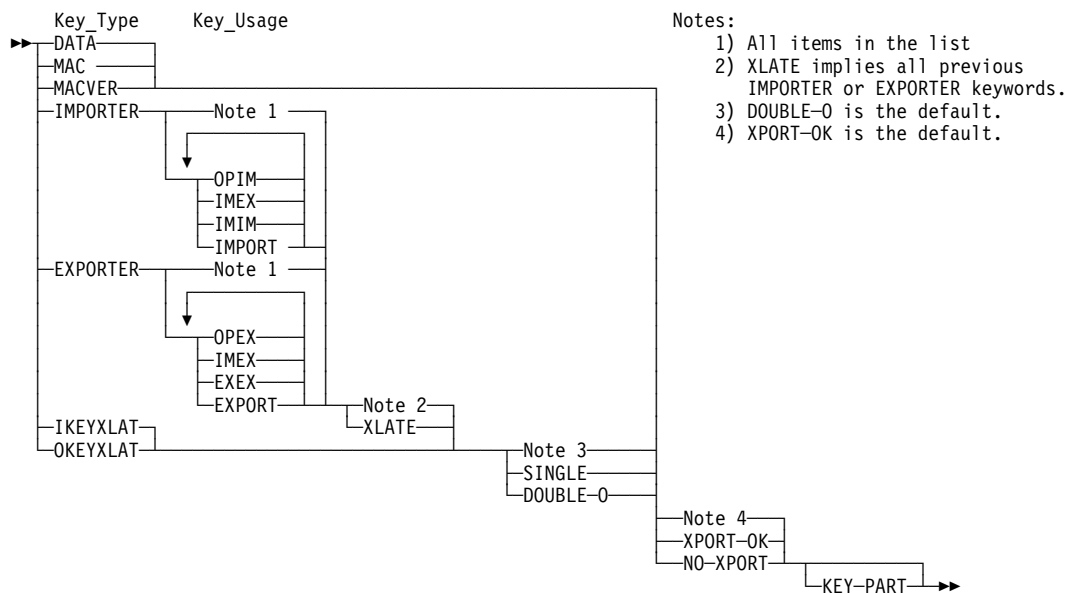 Key_Type Key_Usage Notes:
DATA 1) All items in the list
MAC 2) XLATE implies all previous
MACVER IMPORTER or EXPORTER keywords.
IMPORTER Note 1 3) DOUBLE-O is the default.
4) XPORT-OK is the default.
OPIM
IMEX
IMIM
IMPORT
EXPORTER Note 1
OPEX
IMEX
EXEX
EXPORT Note 2
IKEYXLAT XLATE
OKEYXLAT Note 3
SINGLE
DOUBLE-O
Note 4
XPORT-OK
NO-XPORT
KEY-PART